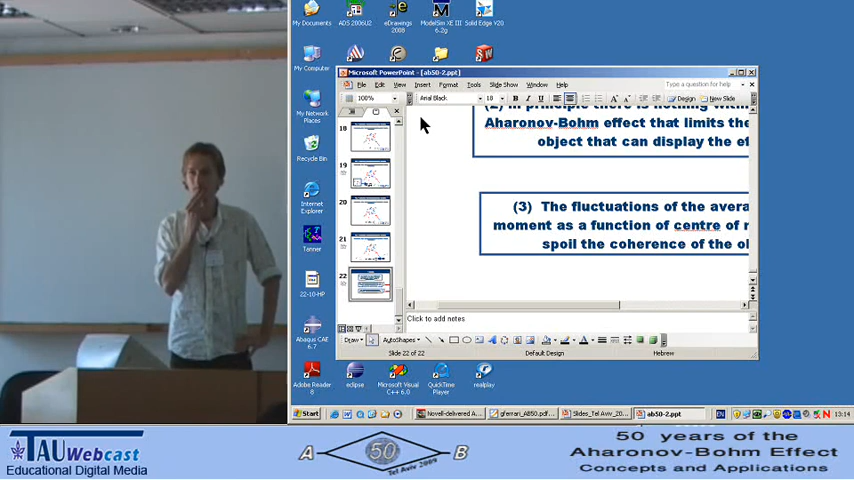 My Documents
ADS 2006U2
eDrawings 2008
ModelSim XE III 6.2g
Solid Edge V20
My Computer
My Network Places
Recycle Bin
Internet Explorer
Tanner
22-10-HP
Abaqus CAE 6.7
Adobe Reader 8
eclipse
Microsoft Visual C++ 6.0
QuickTime Player
realplay
Microsoft PowerPoint - [ab50-2.ppt]
File Edit View Insert Format Tools Slide Show Window
Type a question for help
100%
Arial Black
18
B I U
Design
New Slide
18
19
20
21
22
Aharonov-Bohm effect that limits the
object that can display the ef
(3) The fluctuations of the avera
moment as a function of centre of
spoil the coherence of the
Click to add notes
Draw
AutoShapes
Slide 22 of 22
Default Design
Hebrew
Start
Novell-delivered A...
gferrari_AB50.pdf...
Slides_Tel Aviv_20...
ab50-2.ppt
EN
13:14
TAU Webcast
Educational Digital Media
A 50 B
Tel Aviv 2009
50 years of the
Aharonov-Bohm Effect
Concepts and Applications